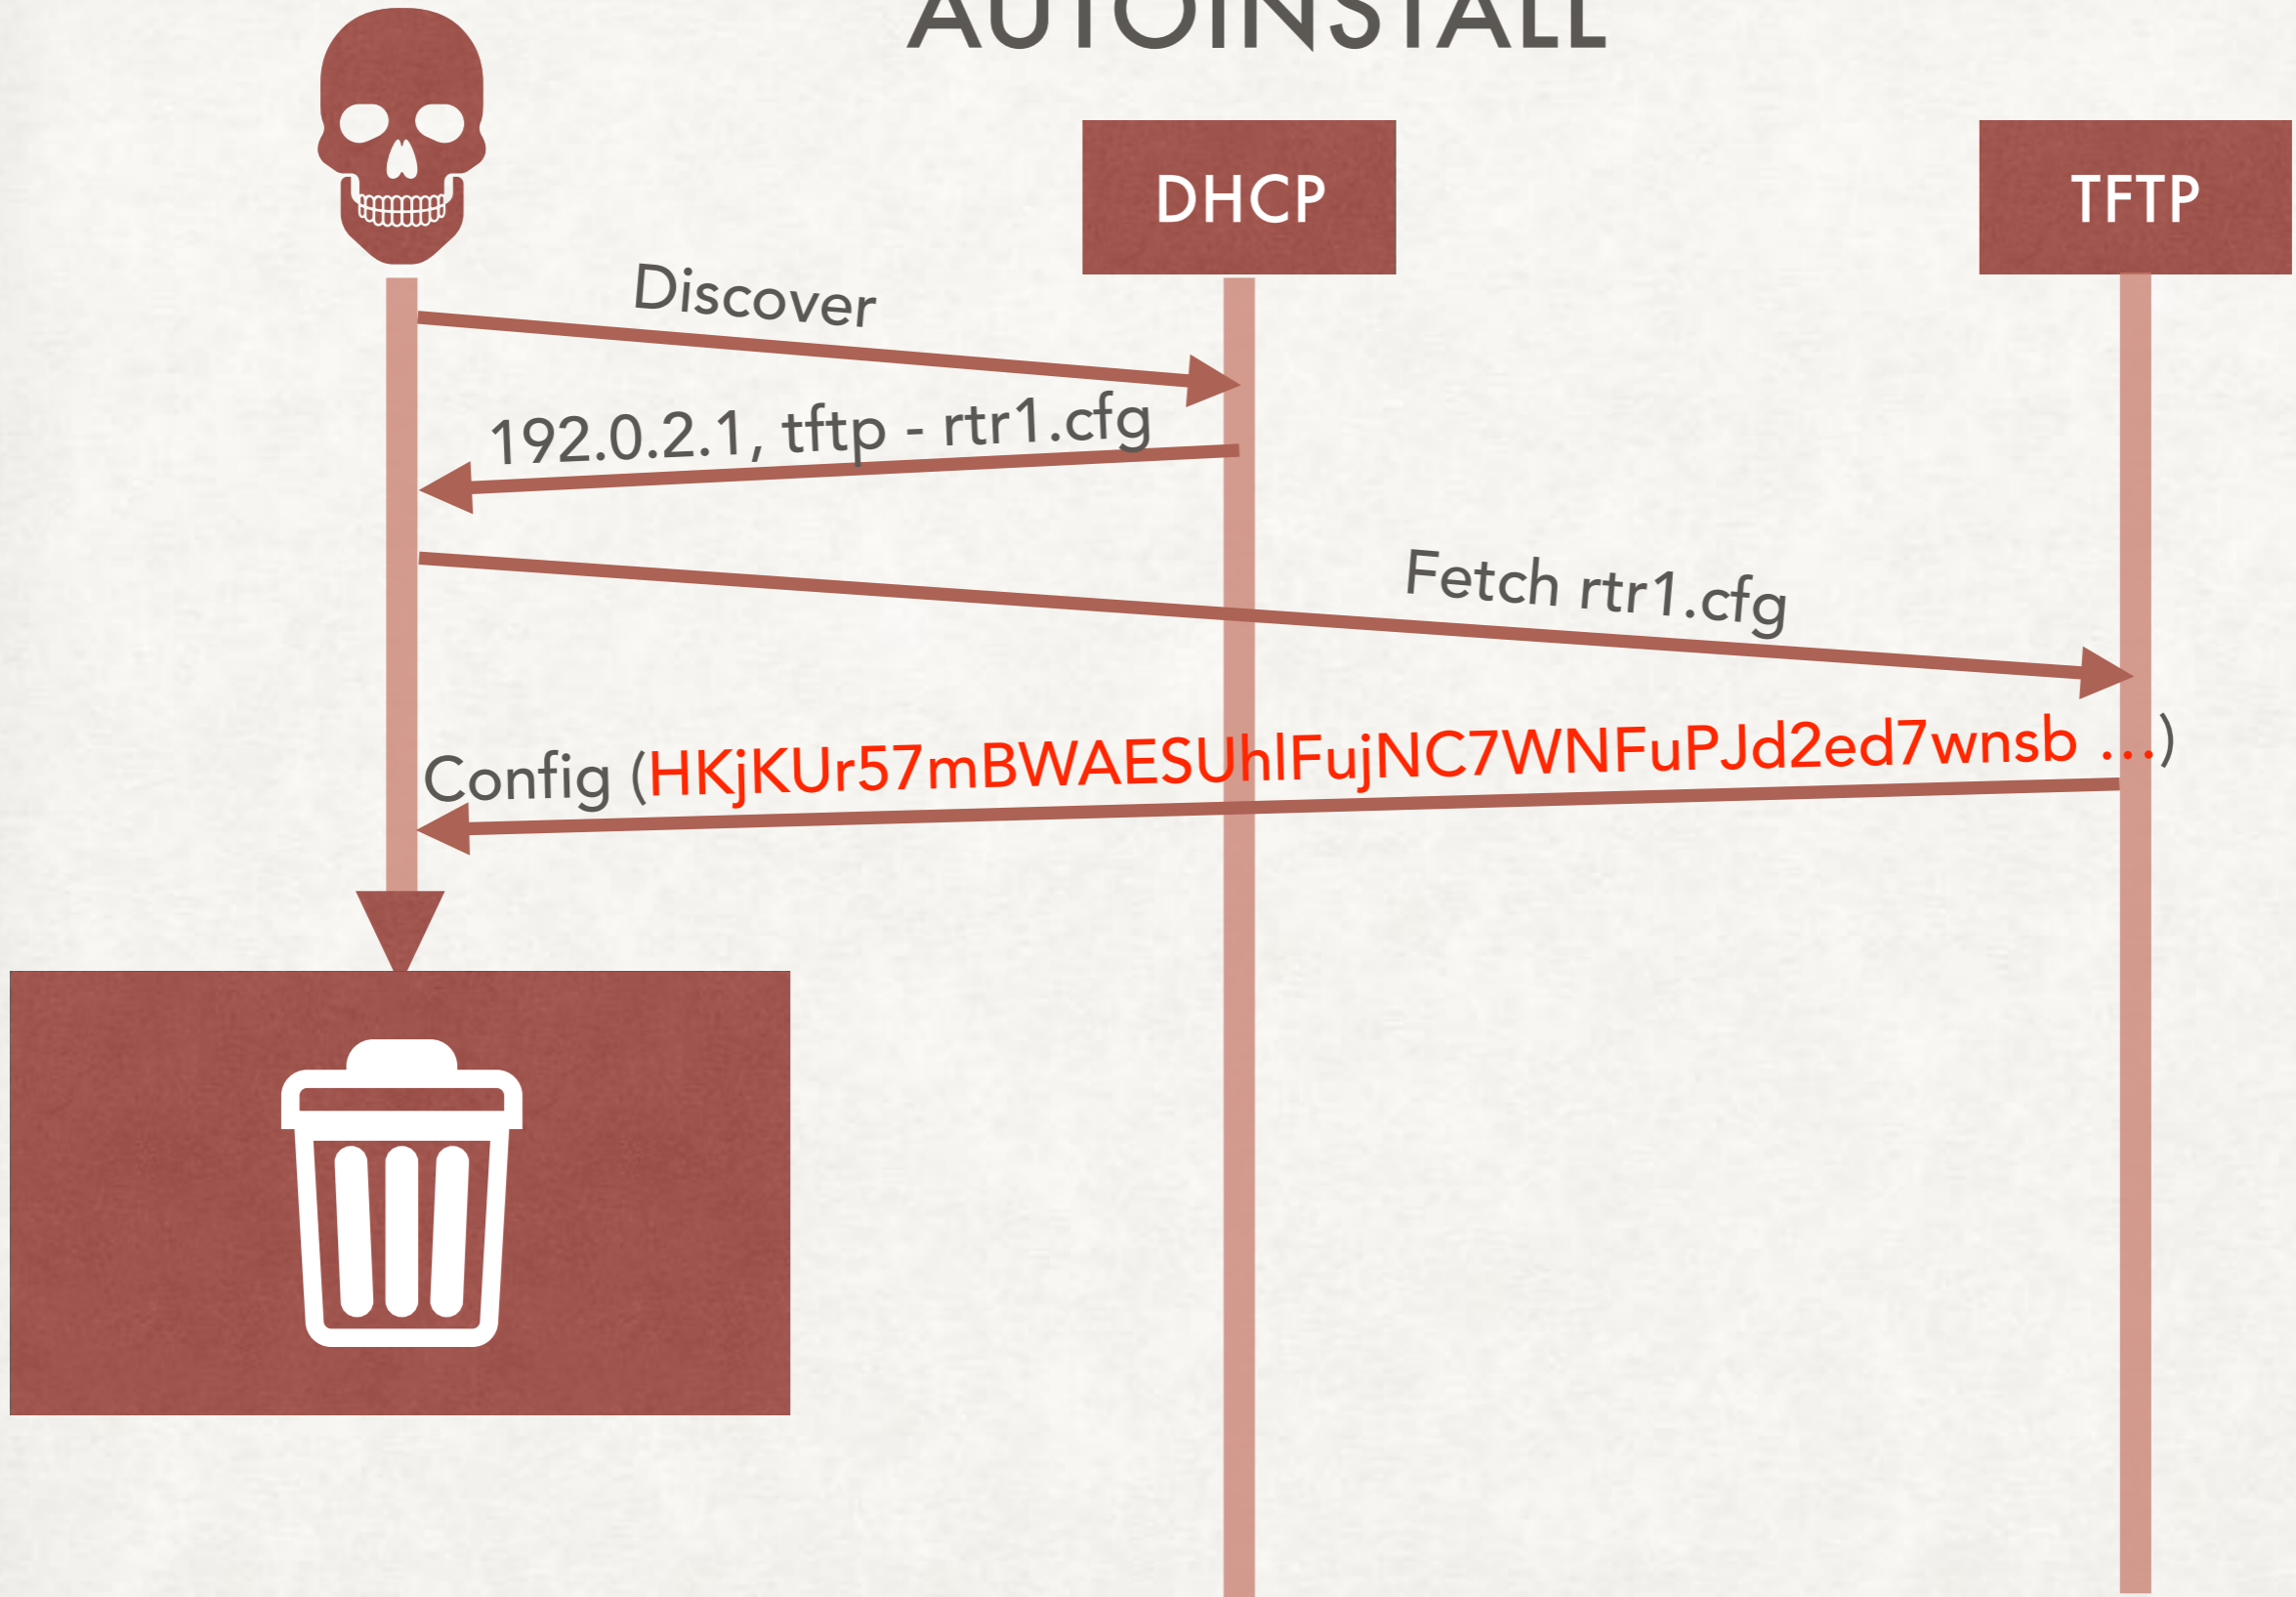 AUTOINSTALL
DHCP
TFTP
Discover
192.0.2.1, tftp - rtr1.cfg
Fetch rtr1.cfg
Config (HKjKUr57mBWAESUhlFujNC7WNFuPJd2ed7wnsb ...)